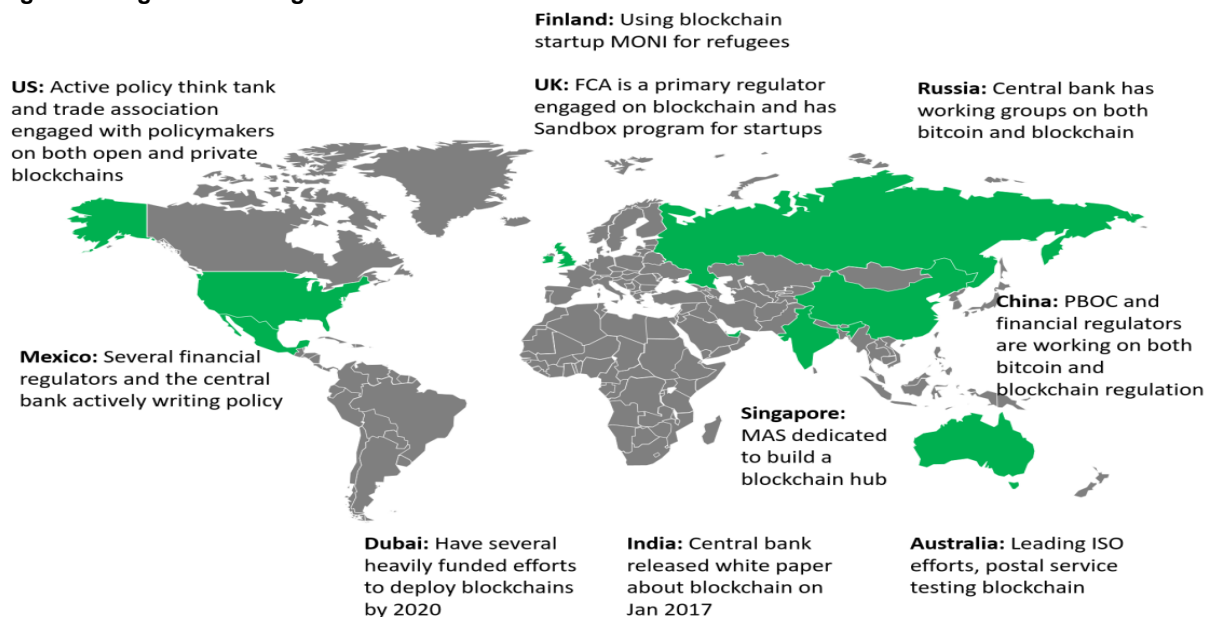 Finland: Using blockchain
startup MONI for refugees
US: Active policy think tank
and trade association
engaged with policymakers
on both open and private
blockchains
UK: FCA is a primary regulator
engaged on blockchain and has
Sandbox program for startups
Russia: Central bank has
working groups on both
bitcoin and blockchain
Mexico: Several financial
regulators and the central
bank actively writing policy
China: PBOC and
financial regulators
are working on both
bitcoin and
blockchain regulation
Singapore:
MAS dedicated
to build a
blockchain hub
Dubai: Have several
heavily funded efforts
to deploy blockchains
by 2020
India: Central bank
released white paper
about blockchain on
Jan 2017
Australia: Leading ISO
efforts, postal service
testing blockchain